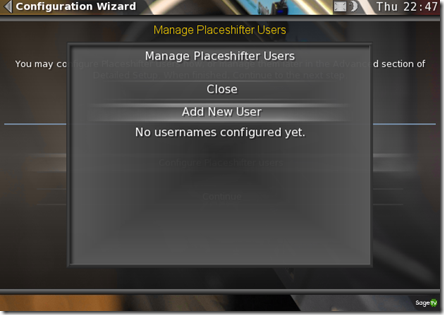 Configuration Wizard
Thu 22:47
Manage Placeshifter Users
You may co
section of
Manage Placeshifter Users
Close
Add New User
No usernames configured yet.
SageTV